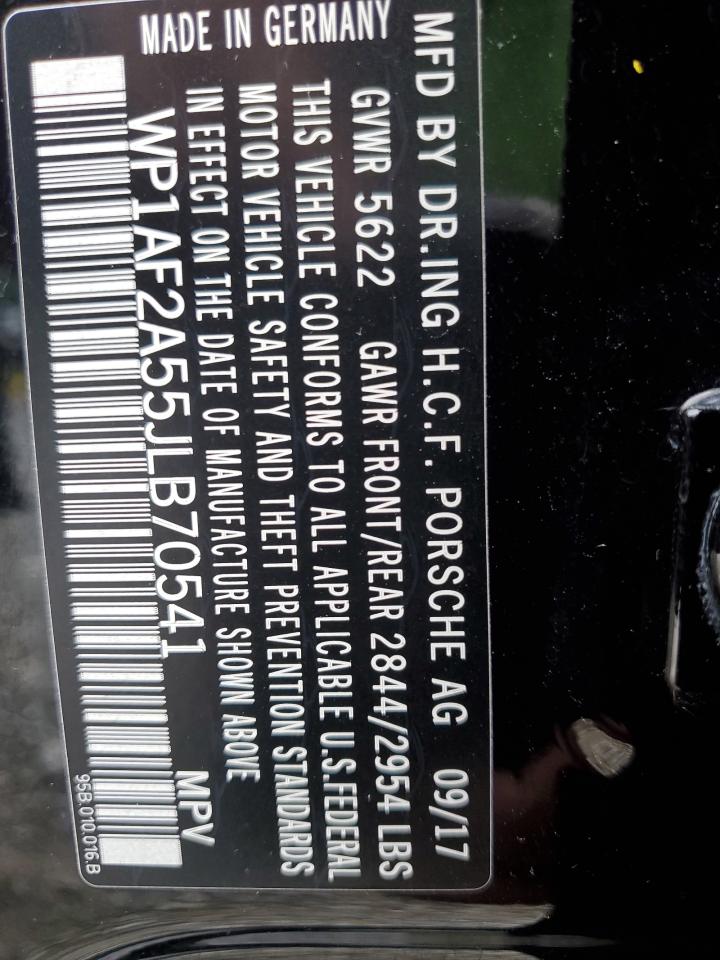 MFD BY DR.ING H.C.F. PORSCHE AG 09/17
GVWR 5622 GAWR FRONT/REAR 2844/2954 LBS
THIS VEHICLE CONFORMS TO ALL APPLICABLE U.S.FEDERAL
MOTOR VEHICLE SAFETY AND THEFT PREVENTION STANDARDS
IN EFFECT ON THE DATE OF MANUFACTURE SHOWN ABOVE
WP1AF2A55JLB70541 MPV
MADE IN GERMANY
95B.010.016.B